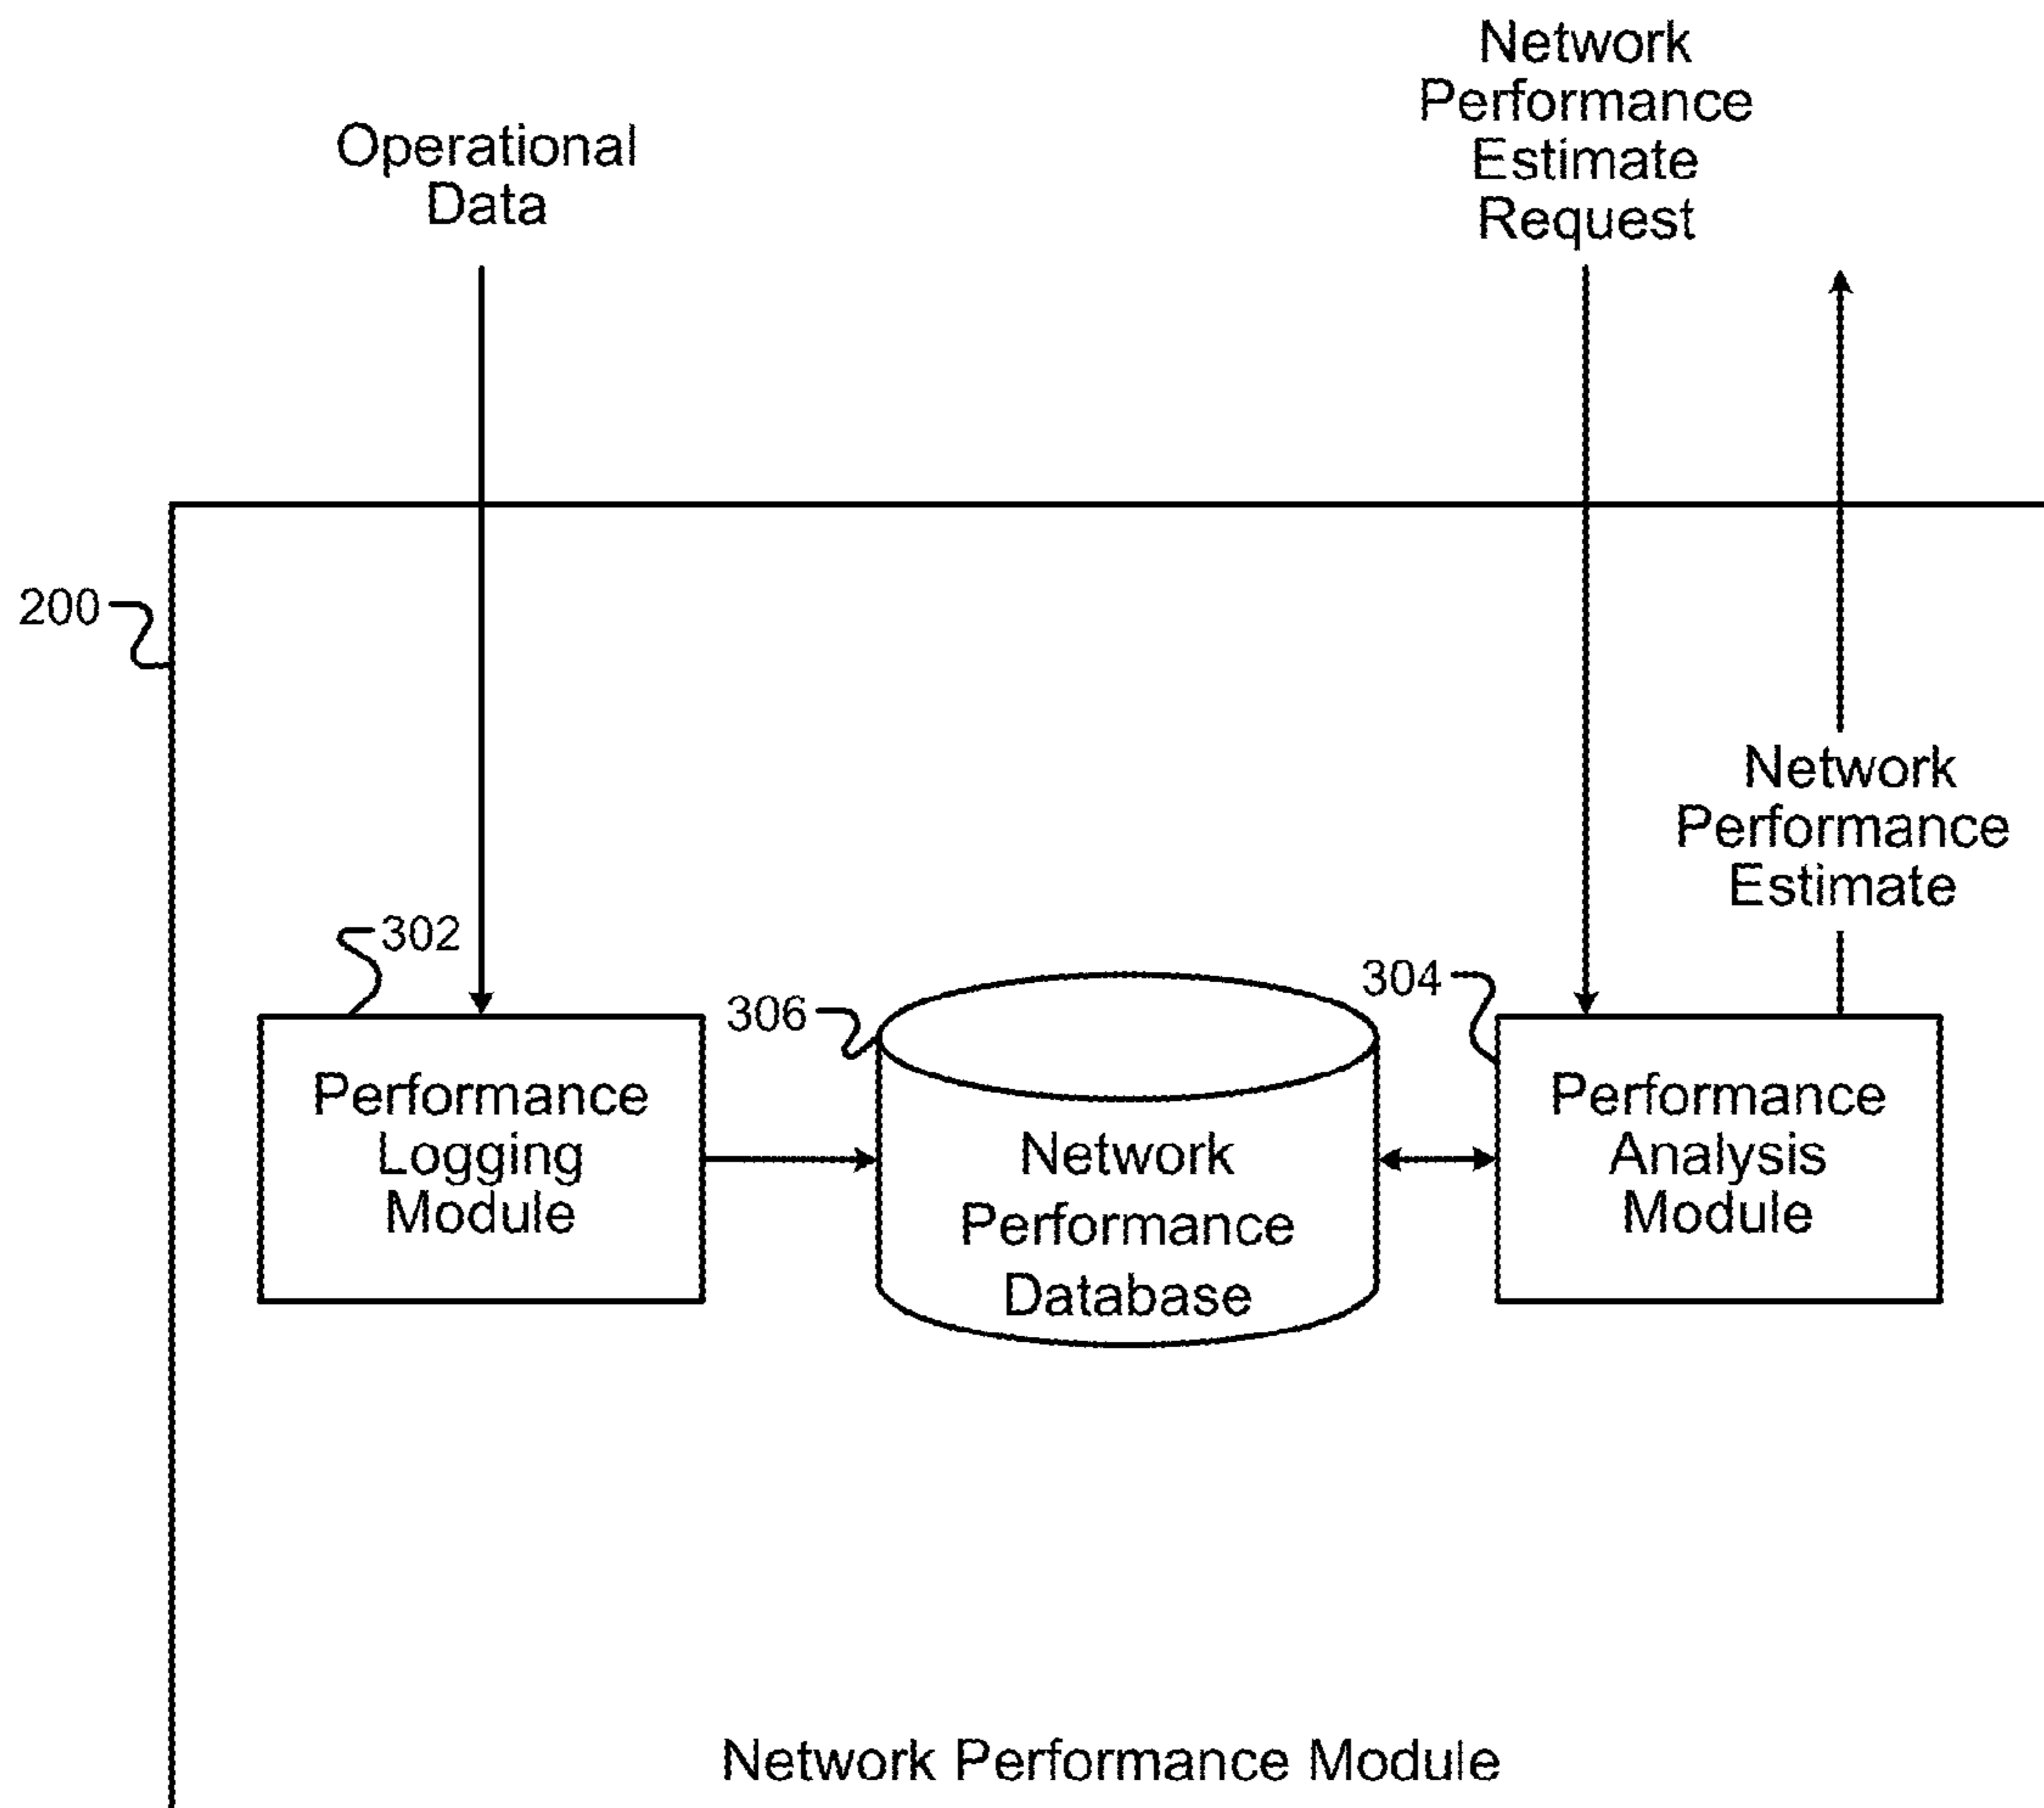 Network
Performance
Estimate
Request
Operational
Data
200
Network
Performance
Estimate
302
304
306
Performance
Logging
Module
Network
Performance
Database
Performance
Analysis
Module
Network Performance Module